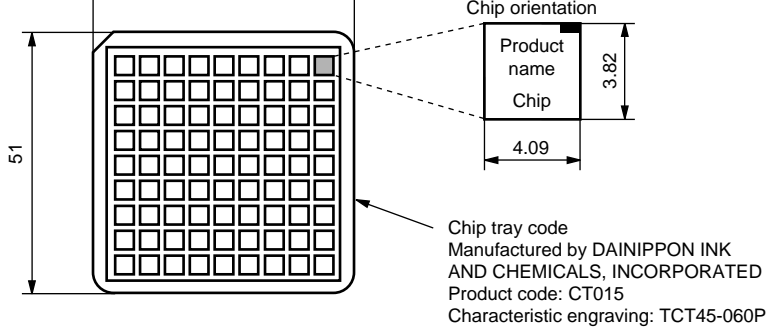 Chip orientation
Product
name
Chip
3.82
4.09
51
Chip tray code
Manufactured by DAINIPPON INK
AND CHEMICALS, INCORPORATED
Product code: CT015
Characteristic engraving: TCT45-060P